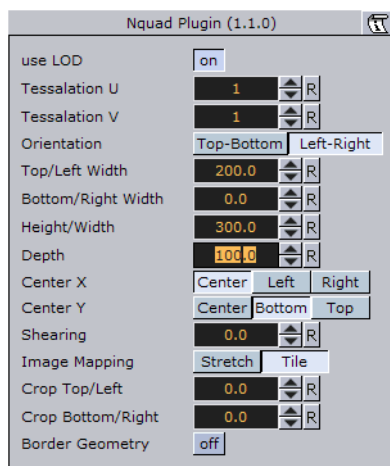 Nquad Plugin (1.1.0)
use LOD on
Tessalation U 1 R
Tessalation V 1 R
Orientation Top-Bottom Left-Right
Top/Left Width 200.0 R
Bottom/Right Width 0.0 R
Height/Width 300.0 R
Depth 100.0 R
Center X Center Left Right
Center Y Center Bottom Top
Shearing 0.0 R
Image Mapping Stretch Tile
Crop Top/Left 0.0 R
Crop Bottom/Right 0.0 R
Border Geometry off